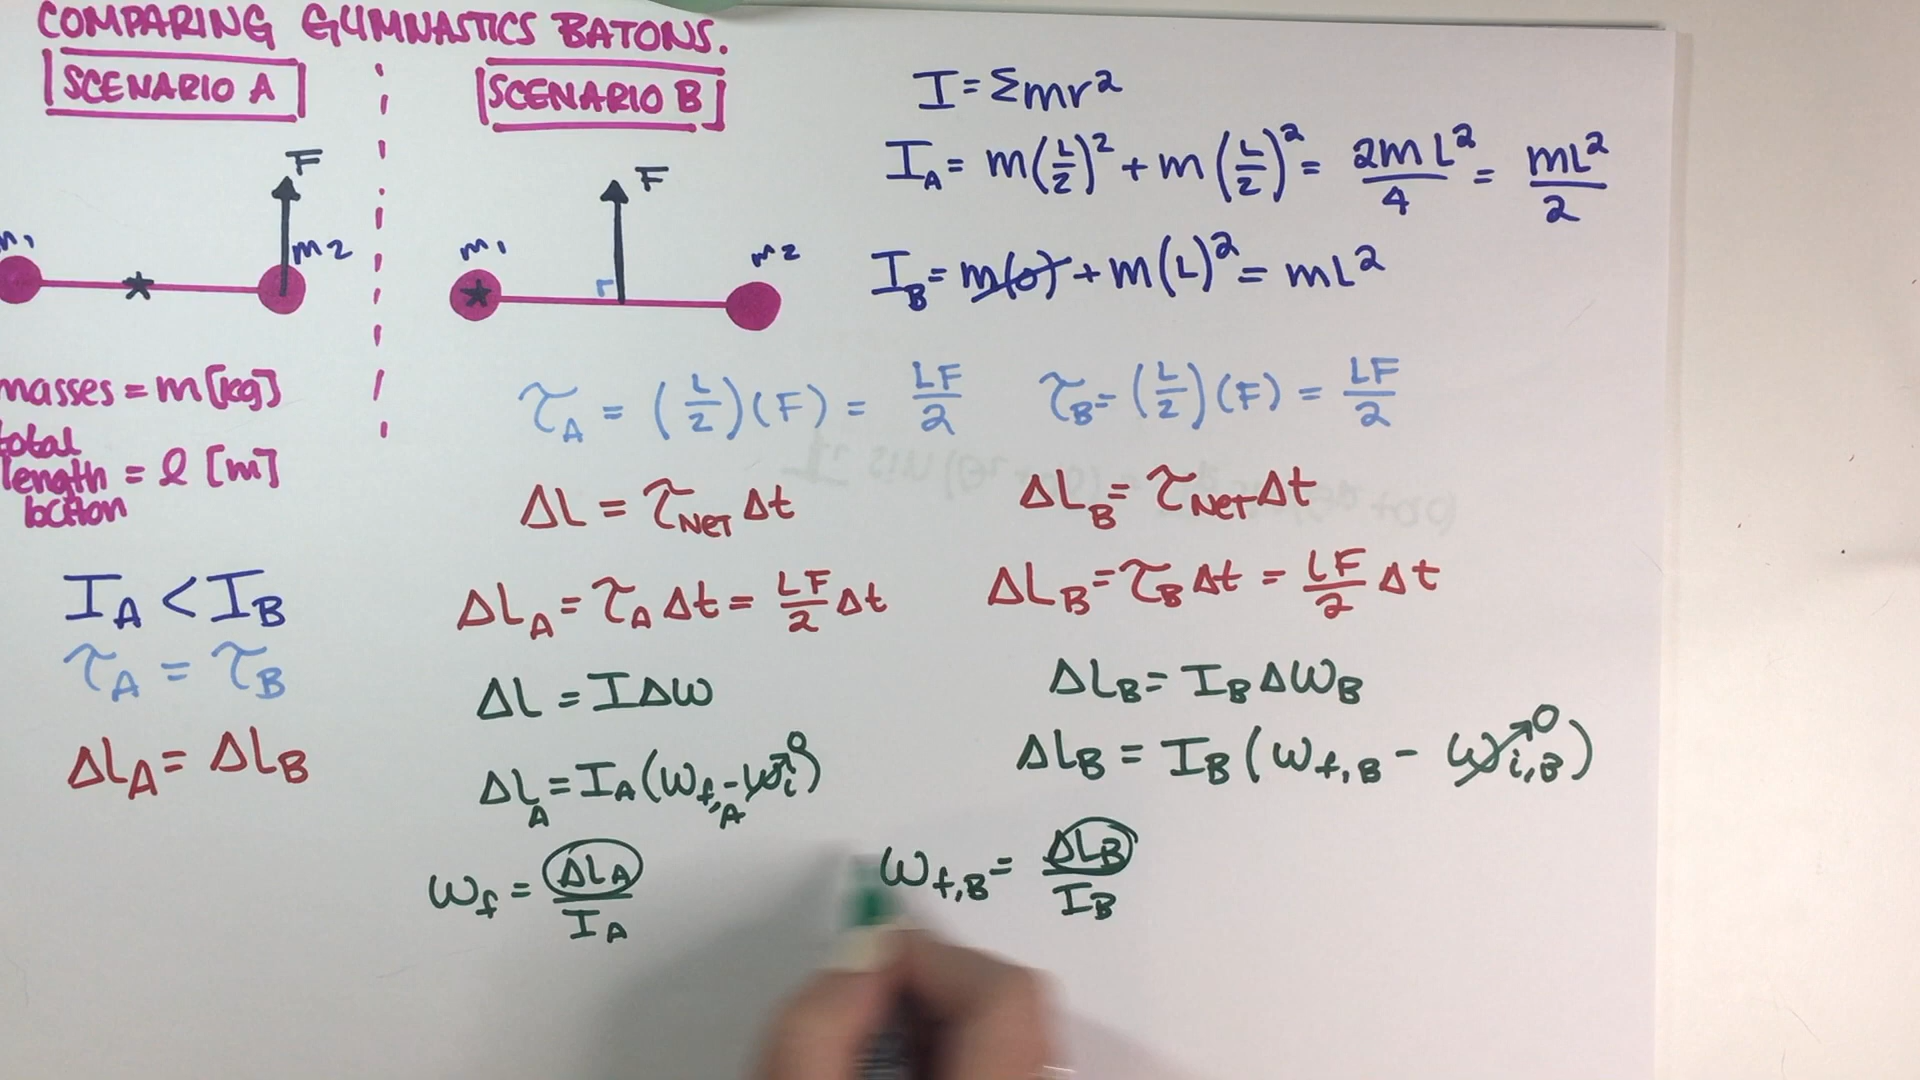 COMPARING GYMNASTICS BATONS.
SCENARIO A
SCENARIO B
F
m2
F
m1
m2
masses = m [kg]
total
length = l [m]
baton
I_A < I_B
τ_A = τ_B
ΔL_A = ΔL_B
I = Σmr²
I_A = m(L/2)² + m(L/2)² = 2mL²/4 = mL²/2
I_B = m(0) + m(L)² = mL²
τ_A = (L/2)(F) = LF/2
τ_B = (L/2)(F) = LF/2
ΔL = τ_Net Δt
ΔL_B = τ_Net Δt
ΔL_A = τ_A Δt = LF/2 Δt
ΔL_B = τ_B Δt = LF/2 Δt
ΔL = IΔω
ΔL_B = I_B Δω_B
ΔL_A = I_A(ω_f,A - ω_i) 0
ΔL_B = I_B(ω_f,B - ω_i,B) 0
ω_f = ΔL_A/I_A
ω_f,B = ΔL_B/I_B